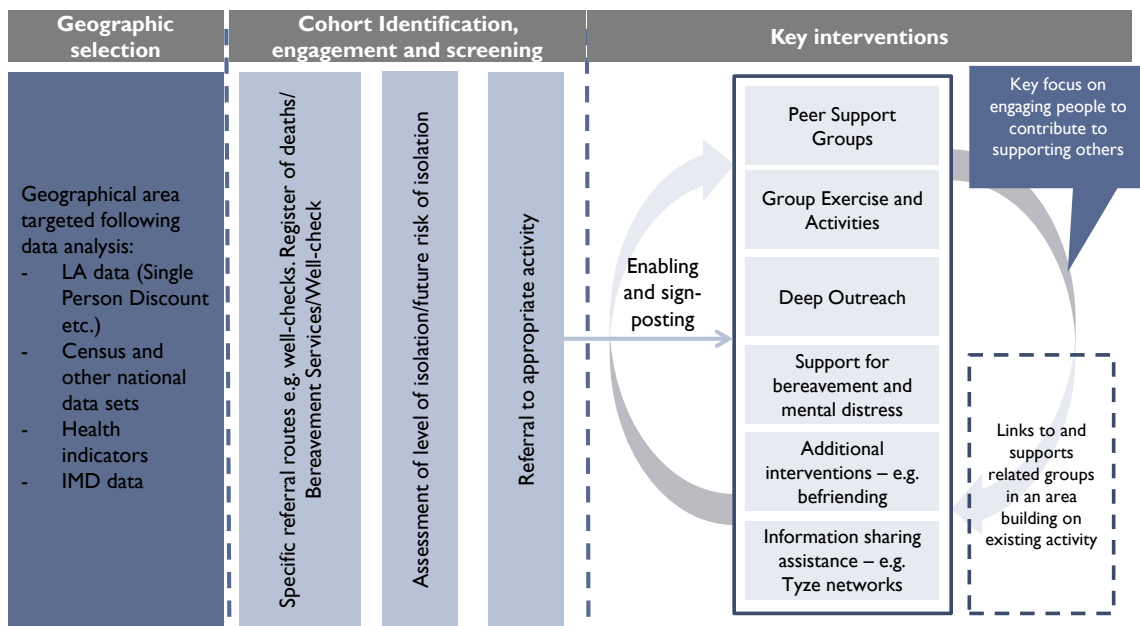 Geographic
selection
Cohort Identification,
engagement and screening
Key interventions
Geographical area
targeted following
data analysis:
- LA data (Single
Person Discount
etc.)
- Census and
other national
data sets
- Health
indicators
- IMD data
Specific referral routes e.g. well-checks. Register of deaths/
Bereavement Services/Well-check
Assessment of level of isolation/future risk of isolation
Referral to appropriate activity
Enabling
and sign-
posting
Peer Support
Groups
Group Exercise and
Activities
Deep Outreach
Support for
bereavement and
mental distress
Additional
interventions – e.g.
befriending
Information sharing
assistance – e.g.
Tyze networks
Key focus on
engaging people to
contribute to
supporting others
Links to and
supports
related groups
in an area
building on
existing activity